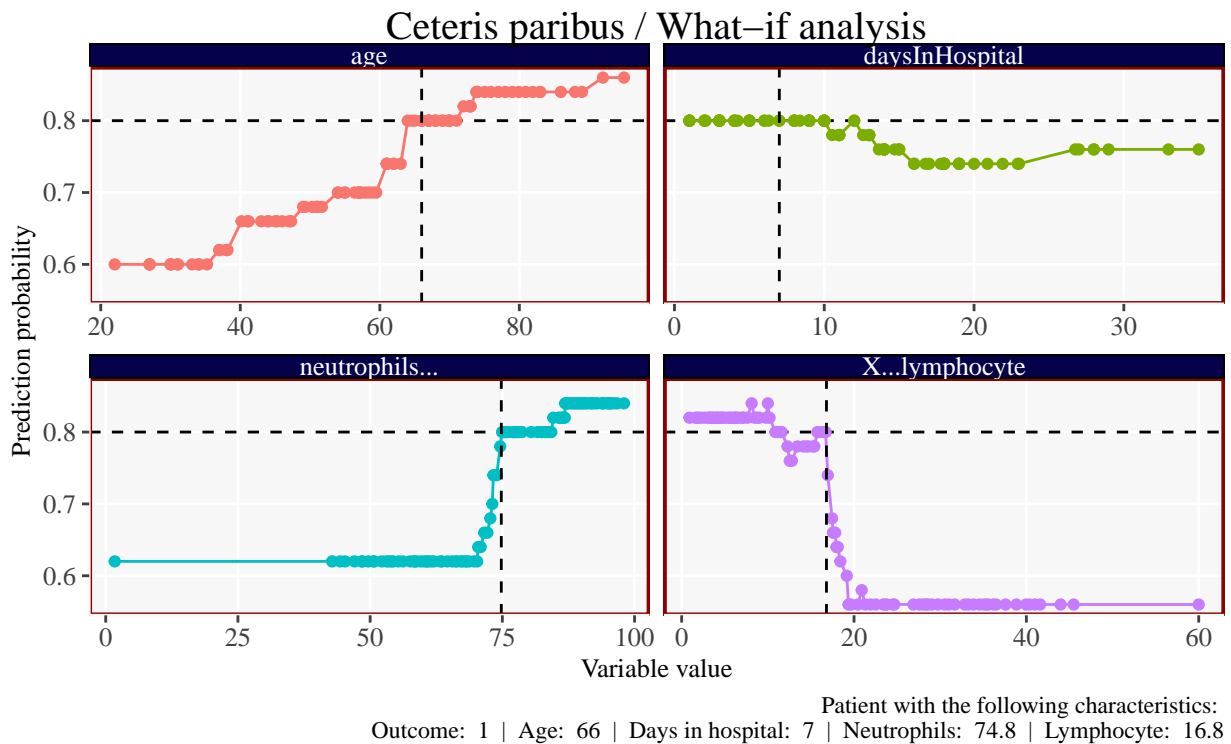 Ceteris paribus / What−if analysis
age
daysInHospital
0.8
0.7
0.6
20 40 60 80
0 10 20 30
neutrophils...
X...lymphocyte
0.8
0.7
0.6
0 25 50 75 100
0 20 40 60
Prediction probability
Variable value
Patient with the following characteristics:
Outcome: 1 | Age: 66 | Days in hospital: 7 | Neutrophils: 74.8 | Lymphocyte: 16.8